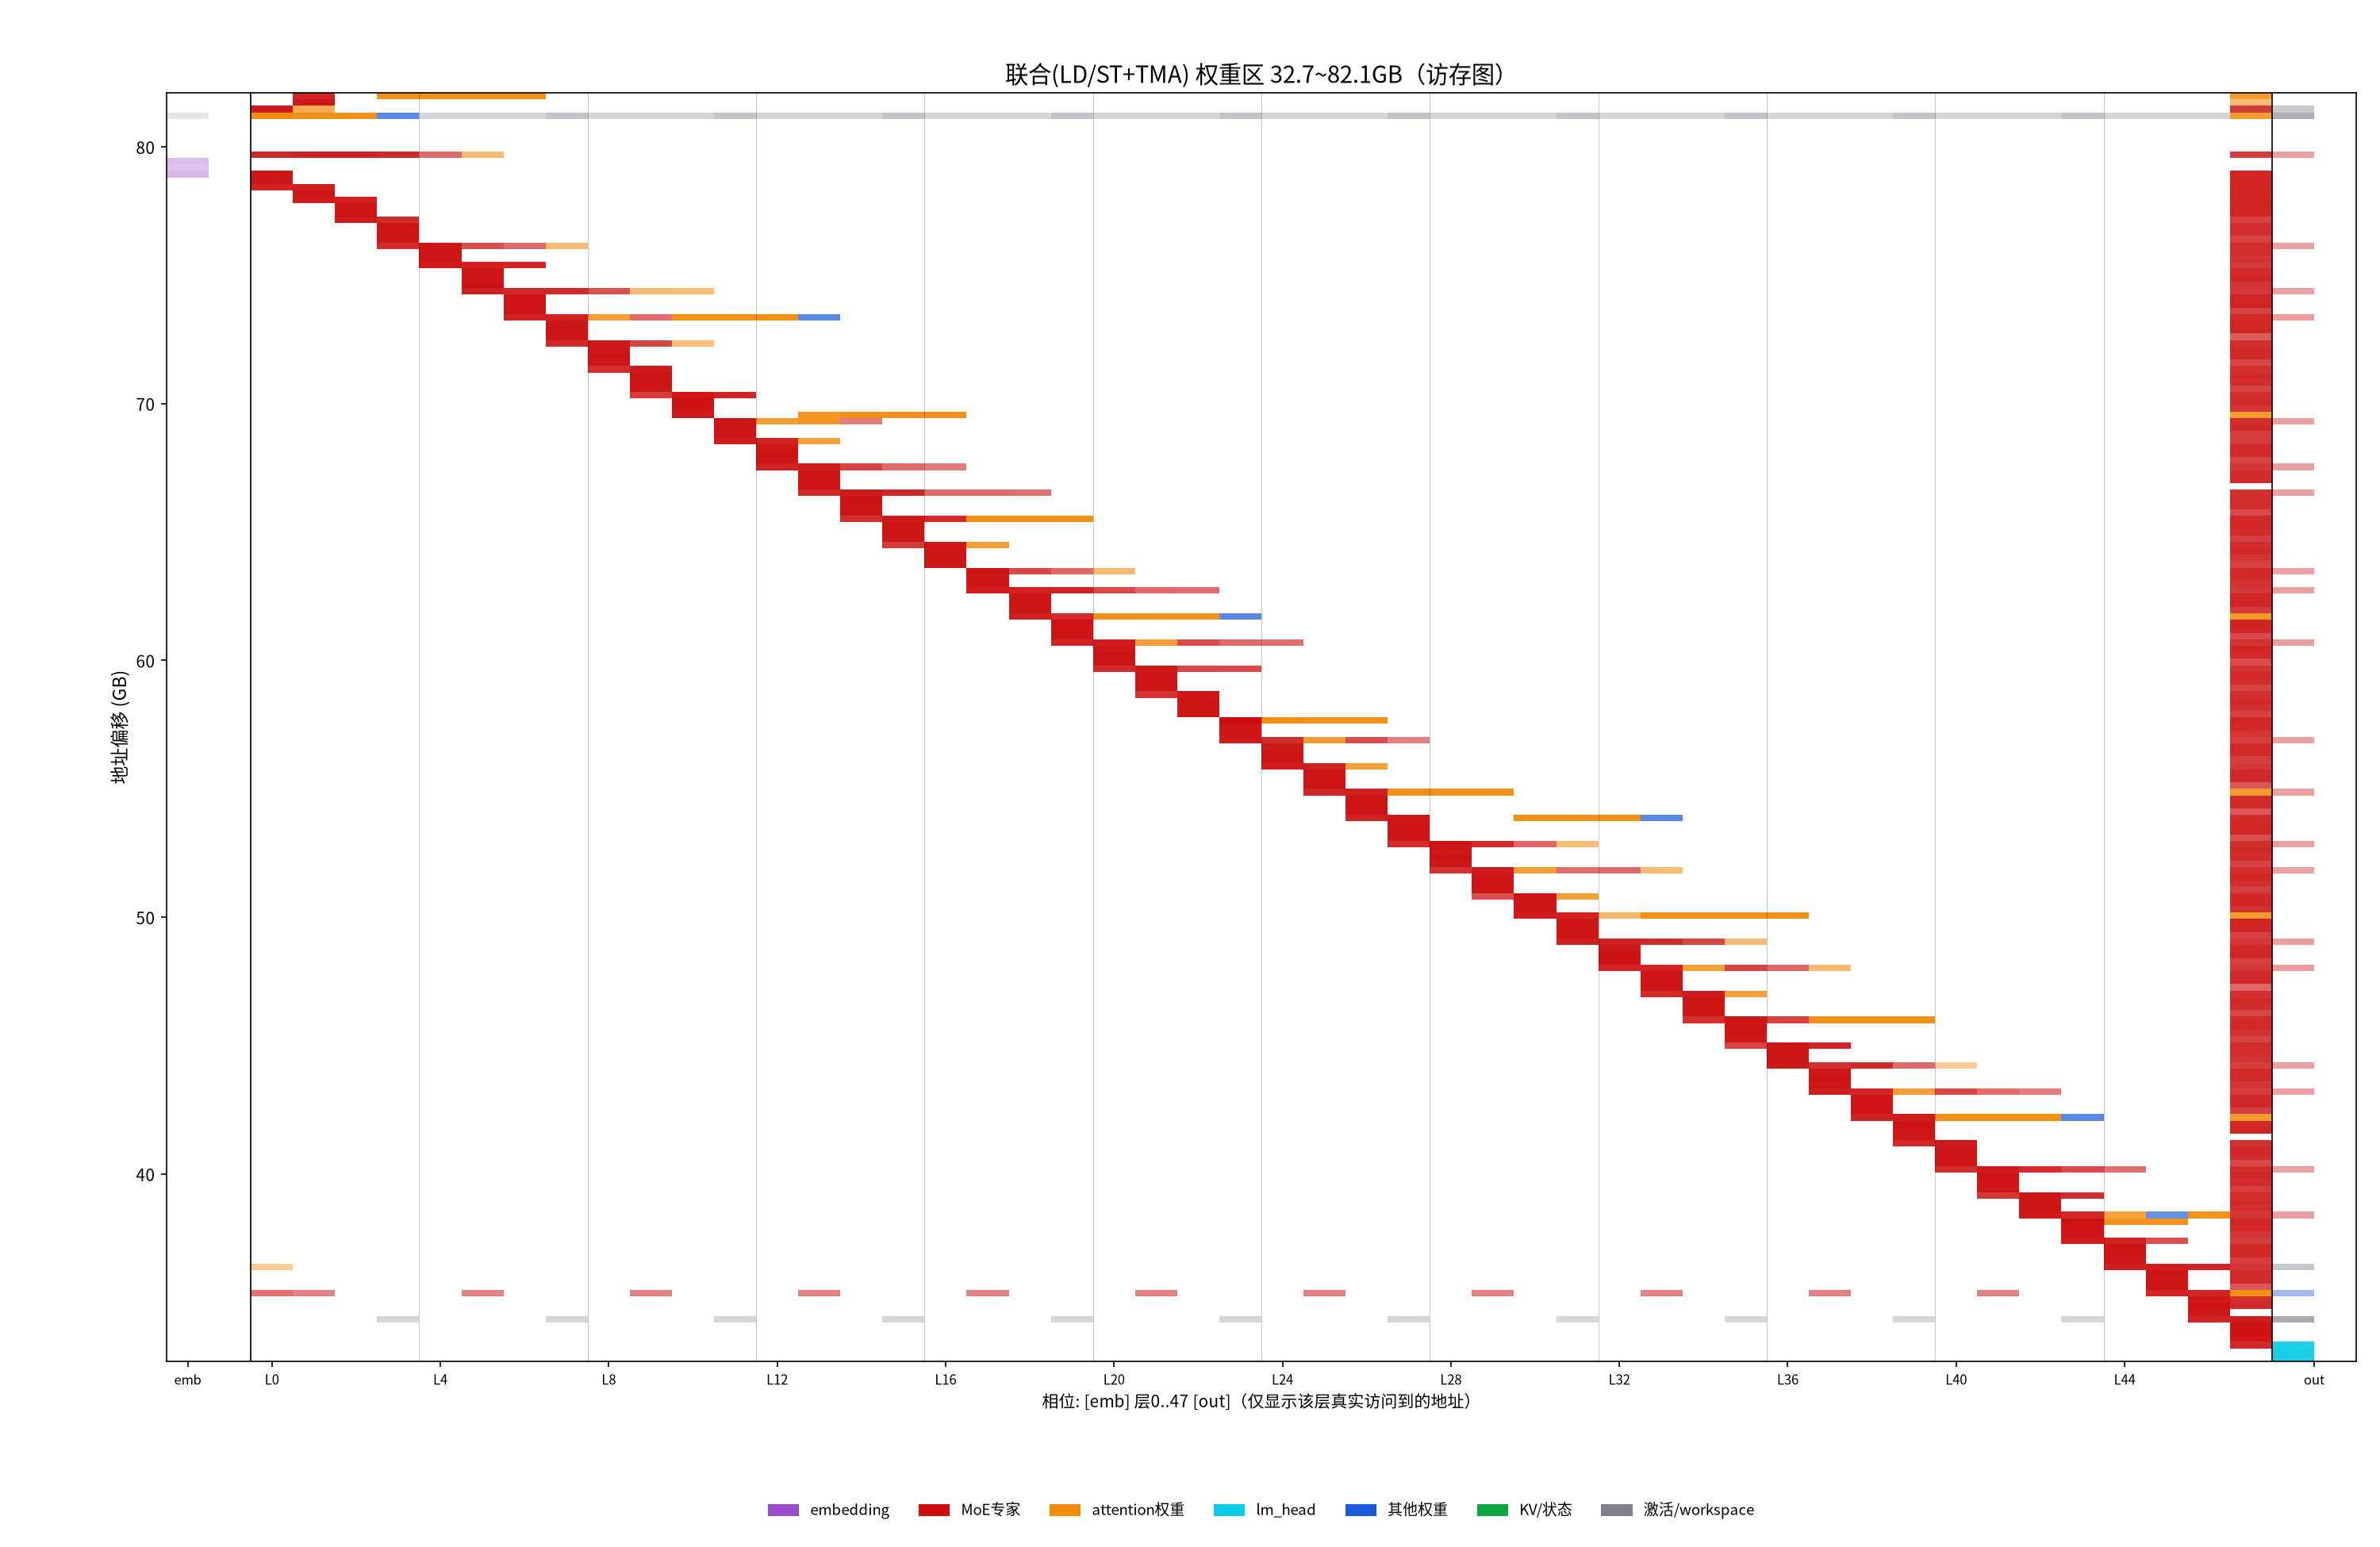 联合(LD/ST+TMA) 权重区 32.7~82.1GB（访存图）
地址偏移 (GB)
80
70
60
50
40
emb L0 L4 L8 L12 L16 L20 L24 L28 L32 L36 L40 L44 out
相位: [emb] 层0..47 [out]（仅显示该层真实访问到的地址）
embedding MoE专家 attention权重 lm_head 其他权重 KV/状态 激活/workspace